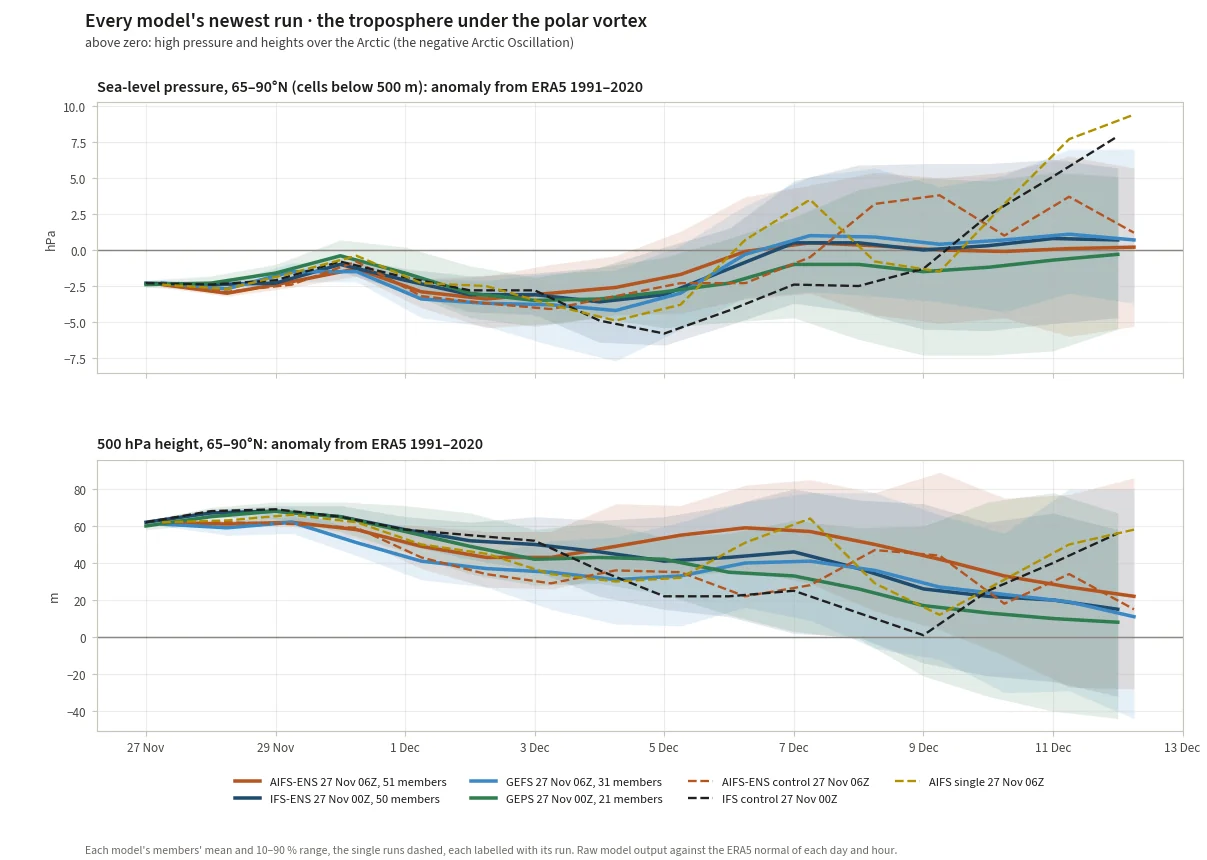 Every model's newest run · the troposphere under the polar vortex
above zero: high pressure and heights over the Arctic (the negative Arctic Oscillation)
Sea-level pressure, 65–90°N (cells below 500 m): anomaly from ERA5 1991–2020
10.0
7.5
5.0
2.5
0.0
−2.5
−5.0
−7.5
hPa
500 hPa height, 65–90°N: anomaly from ERA5 1991–2020
80
60
40
20
0
−20
−40
m
27 Nov 29 Nov 1 Dec 3 Dec 5 Dec 7 Dec 9 Dec 11 Dec 13 Dec
AIFS-ENS 27 Nov 06Z, 51 members GEFS 27 Nov 06Z, 31 members AIFS-ENS control 27 Nov 06Z AIFS single 27 Nov 06Z
IFS-ENS 27 Nov 00Z, 50 members GEPS 27 Nov 00Z, 21 members IFS control 27 Nov 00Z
Each model's members' mean and 10–90 % range, the single runs dashed, each labelled with its run. Raw model output against the ERA5 normal of each day and hour.